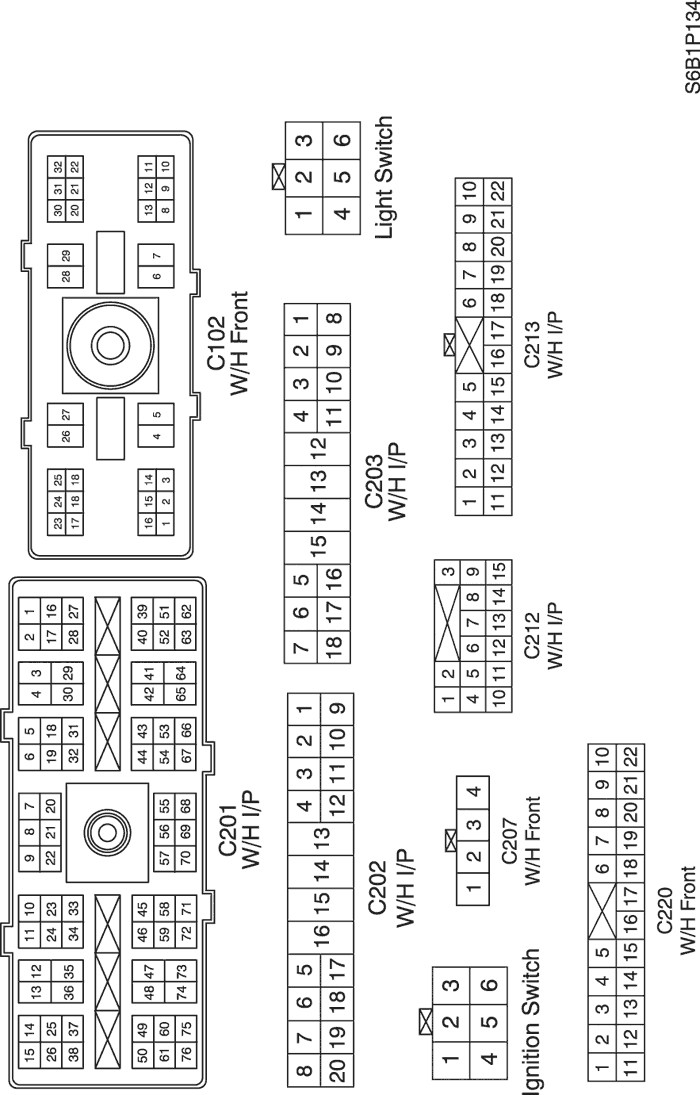 15 14 13 12 11 10 9 8 7 6 5 4 3 2 1
26 25 36 35 24 23 22 21 20 19 18 30 29 17 16
38 37 34 33 32 31 28 27
50 49 48 47 46 45 57 56 55 44 43 42 41 40 39
61 60 74 73 59 58 56 69 54 53 65 64 52 51
76 75 72 71 70 68 67 66 63 62
C201
W/H I/P
23 24 25 26 27 28 29 30 31 32
17 18 18 20 21 22
16 15 14 4 5 6 7 13 12 11
1 2 3 8 9 10
C102
W/H Front
8 7 6 5 16 15 14 13 4 3 2 1
20 19 18 17 12 11 10 9
C202
W/H I/P
7 6 5 15 14 13 12 4 3 2 1
18 17 16 11 10 9 8
C203
W/H I/P
1 2 3
4 5 6
Light Switch
1 2 3
4 5 6
Ignition Switch
1 2 3 4
C207
W/H Front
1 2 3
4 5 6 7 8 9
10 11 12 13 14 15
C212
W/H I/P
1 2 3 4 5 6 7 8 9 10
11 12 13 14 15 16 17 18 19 20 21 22
C213
W/H I/P
1 2 3 4 5 6 7 8 9 10
11 12 13 14 15 16 17 18 19 20 21 22
C220
W/H Front
S6B1P134